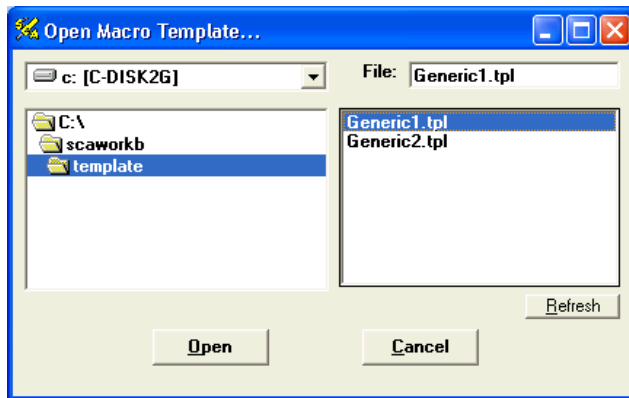 Open Macro Template...
c: [C-DISK2G]
File: Generic1.tpl
C:\
scaworkb
template
Generic1.tpl
Generic2.tpl
Refresh
Open
Cancel